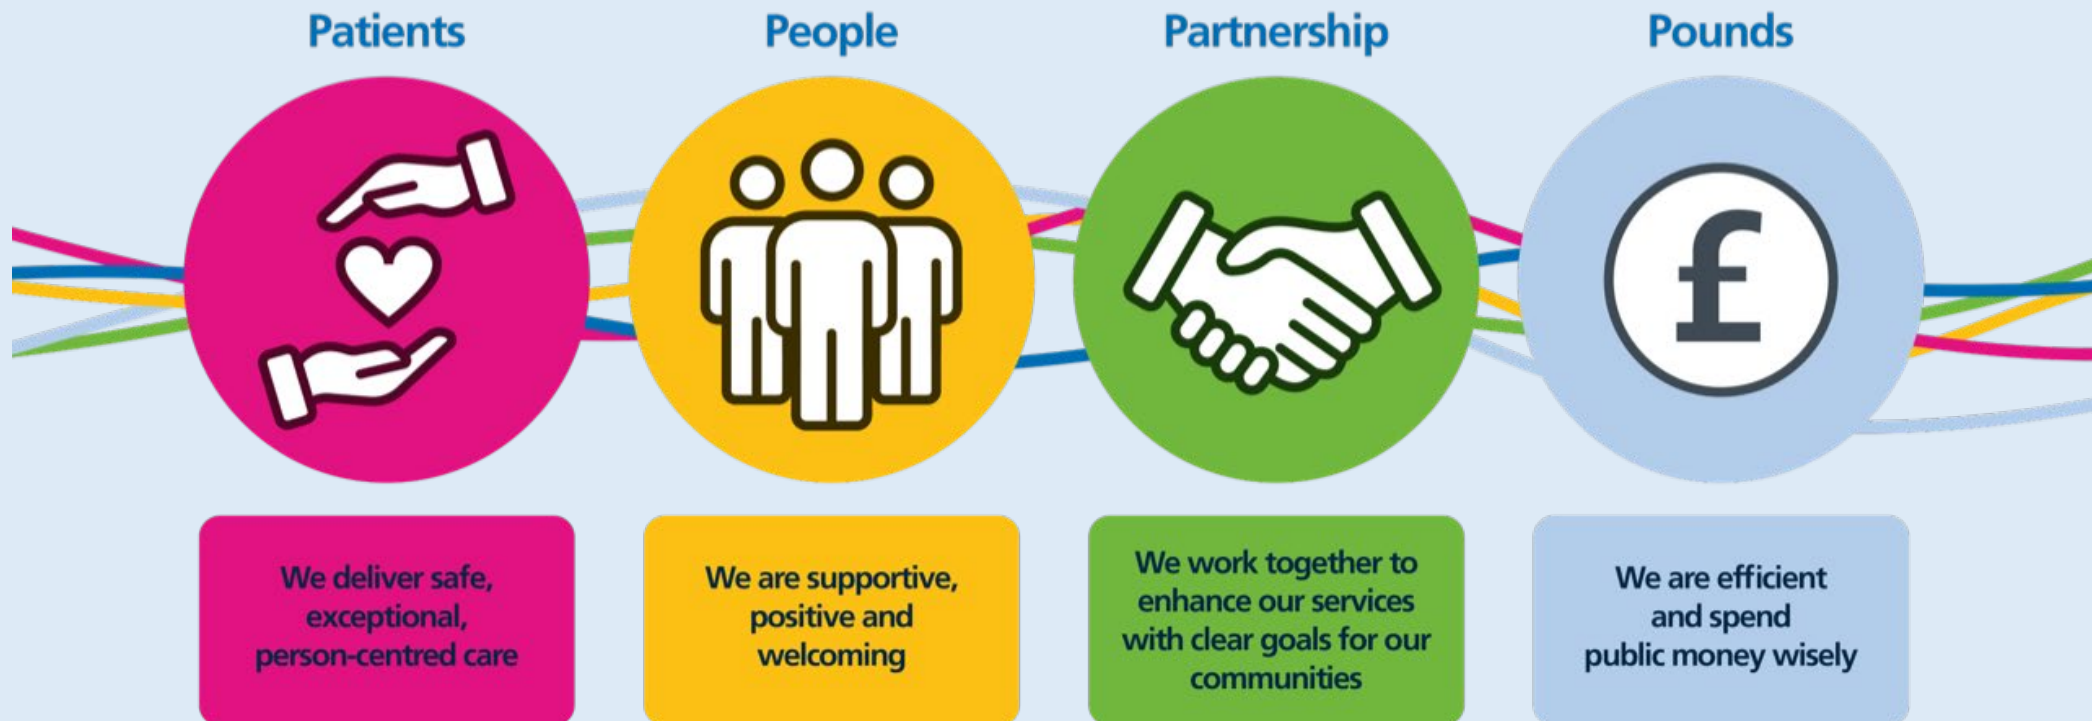 Patients
People
Partnership
Pounds
£
We deliver safe,
exceptional,
person-centred care
We are supportive,
positive and
welcoming
We work together to
enhance our services
with clear goals for our
communities
We are efficient
and spend
public money wisely